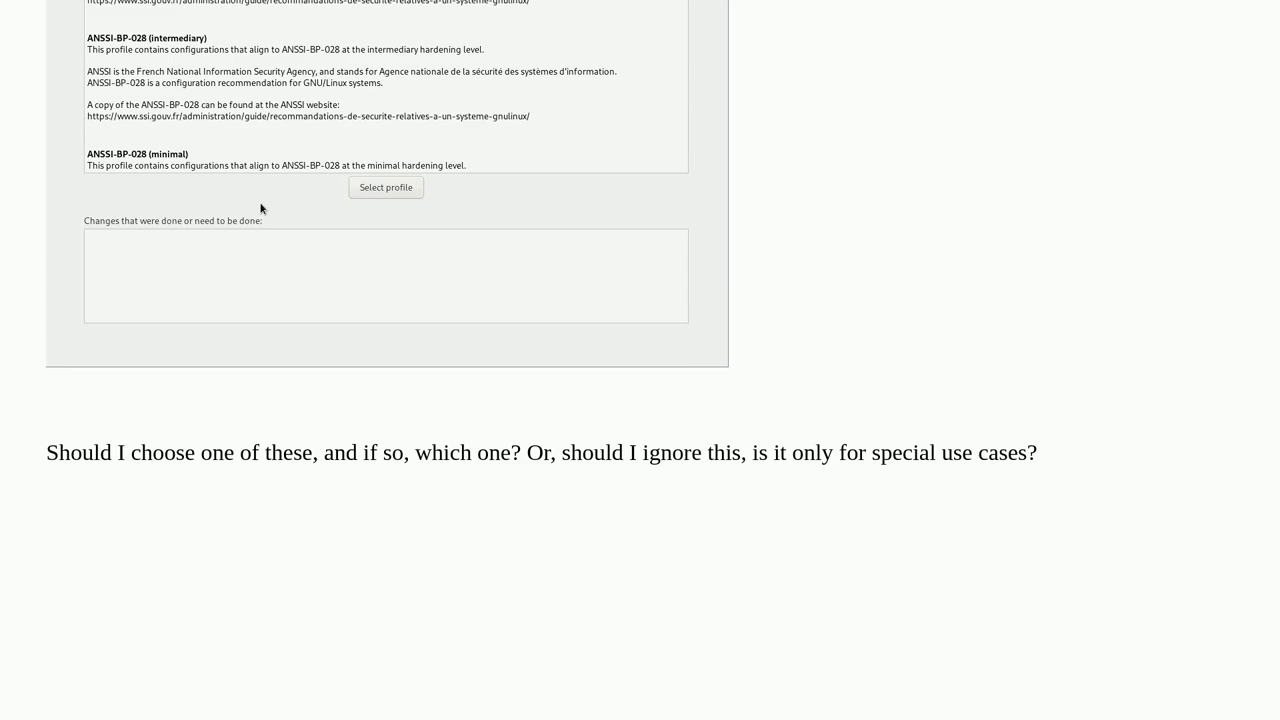 https://www.ssi.gouv.fr/administration/guide/recommandations-de-securite-relatives-a-un-systeme-gnulinux/
ANSSI-BP-028 (intermediary)
This profile contains configurations that align to ANSSI-BP-028 at the intermediary hardening level.
ANSSI is the French National Information Security Agency, and stands for Agence nationale de la sécurité des systèmes d'information.
ANSSI-BP-028 is a configuration recommendation for GNU/Linux systems.
A copy of the ANSSI-BP-028 can be found at the ANSSI website:
https://www.ssi.gouv.fr/administration/guide/recommandations-de-securite-relatives-a-un-systeme-gnulinux/
ANSSI-BP-028 (minimal)
This profile contains configurations that align to ANSSI-BP-028 at the minimal hardening level.
Select profile
Changes that were done or need to be done:
Should I choose one of these, and if so, which one? Or, should I ignore this, is it only for special use cases?